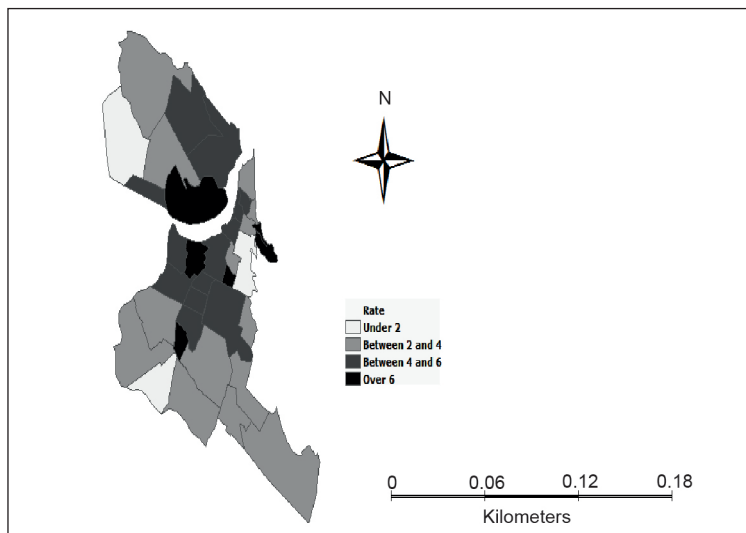 N
Rate
Under 2
Between 2 and 4
Between 4 and 6
Over 6
0 0.06 0.12 0.18
Kilometers